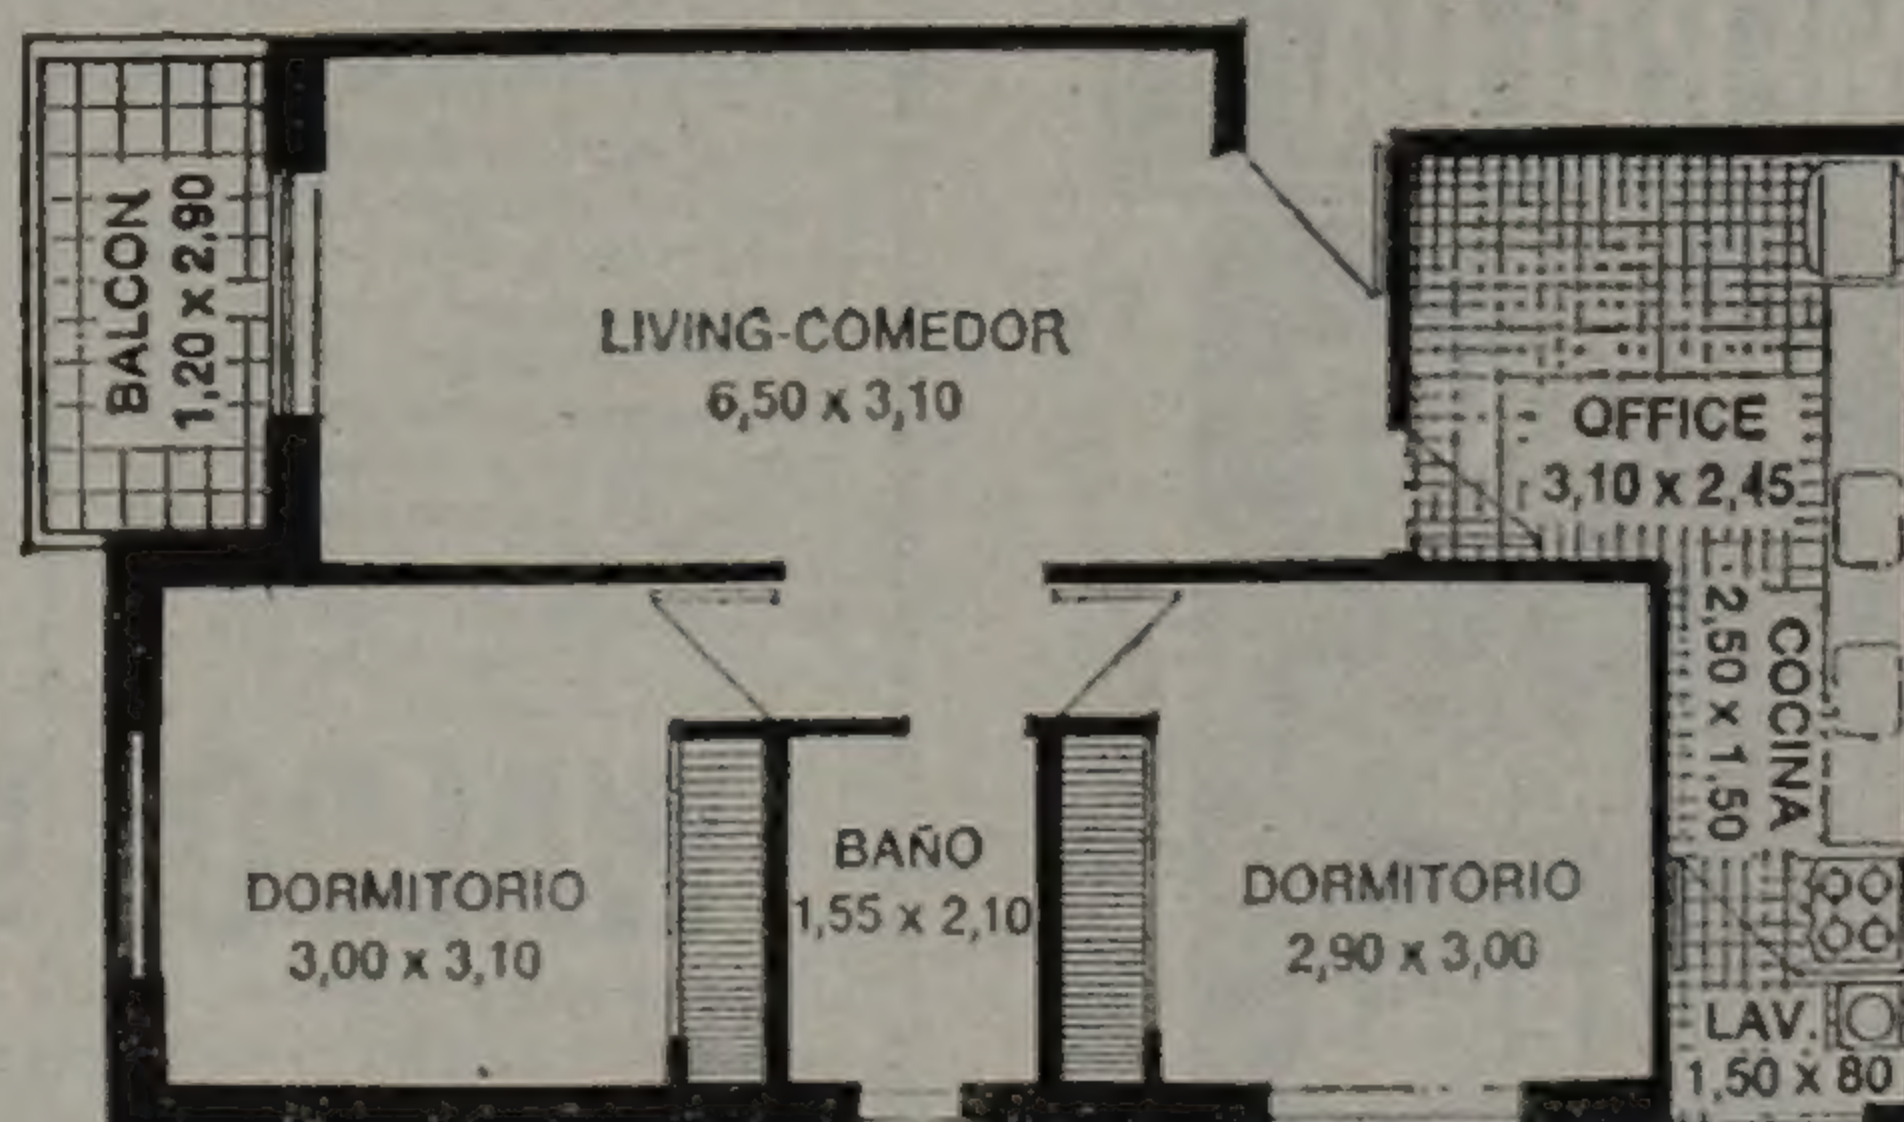 BALCON
1,20 x 2,90
LIVING-COMEDOR
6,50 x 3,10
OFFICE
3,10 x 2,45
COCINA
2,50 x 1,50
DORMITORIO
3,00 x 3,10
BAÑO
1,55 x 2,10
DORMITORIO
2,90 x 3,00
LAV.
1,50 x 80